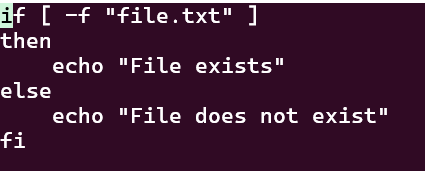 if [ -f "file.txt" ]
then
    echo "File exists"
else
    echo "File does not exist"
fi